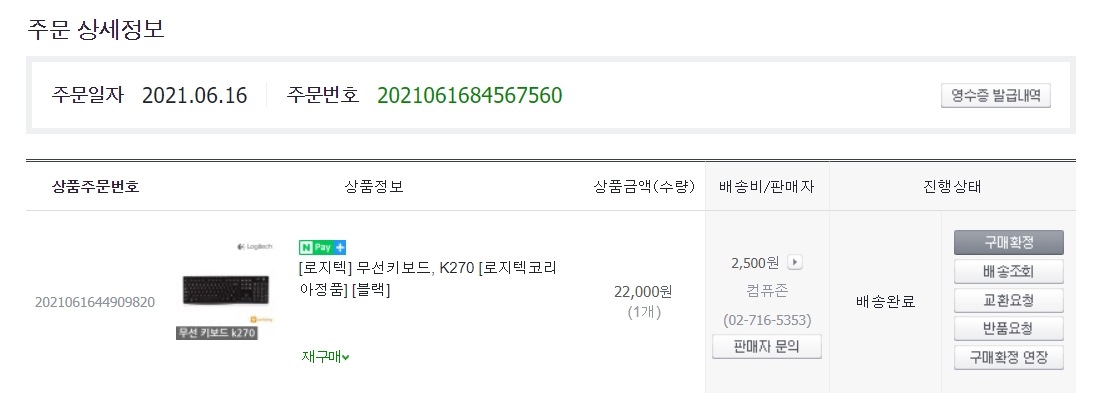 주문 상세정보
주문일자 2021.06.16 주문번호 2021061684567560 영수증 발급내역
상품주문번호 상품정보 상품금액(수량) 배송비/판매자 진행상태
2021061644909820
Logitech
무선 키보드 k270
N Pay +
[로지텍] 무선키보드, K270 [로지텍코리
아정품] [블랙]
재구매
22,000원
(1개)
2,500원
컴퓨존
(02-716-5353)
판매자 문의
배송완료
구매확정
배송조회
교환요청
반품요청
구매확정 연장